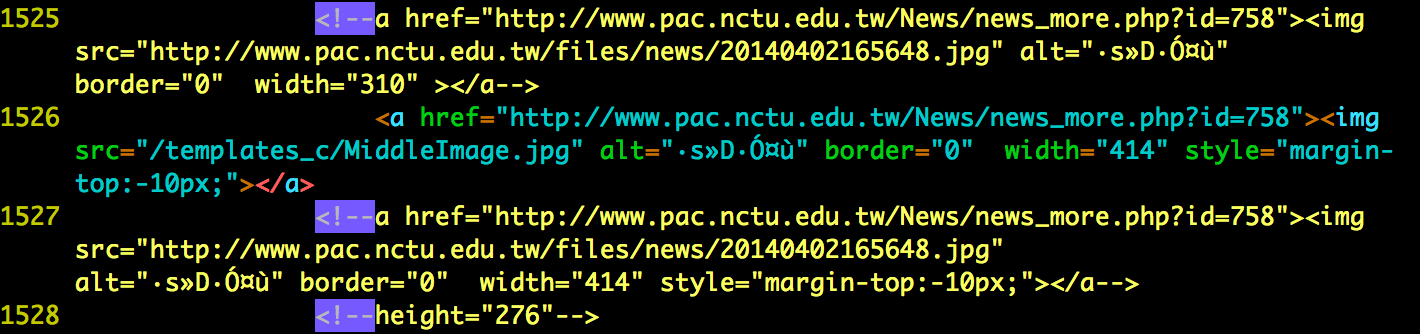 1525 <!--a href="http://www.pac.nctu.edu.tw/News/news_more.php?id=758"><img
src="http://www.pac.nctu.edu.tw/files/news/20140402165648.jpg" alt="·s»D·Ó¤ù"
border="0"  width="310" ></a-->
1526 <a href="http://www.pac.nctu.edu.tw/News/news_more.php?id=758"><img
src="/templates_c/MiddleImage.jpg" alt="·s»D·Ó¤ù" border="0"  width="414" style="margin-
top:-10px;"></a>
1527 <!--a href="http://www.pac.nctu.edu.tw/News/news_more.php?id=758"><img
src="http://www.pac.nctu.edu.tw/files/news/20140402165648.jpg"
alt="·s»D·Ó¤ù" border="0"  width="414" style="margin-top:-10px;"></a-->
1528 <!--height="276"-->